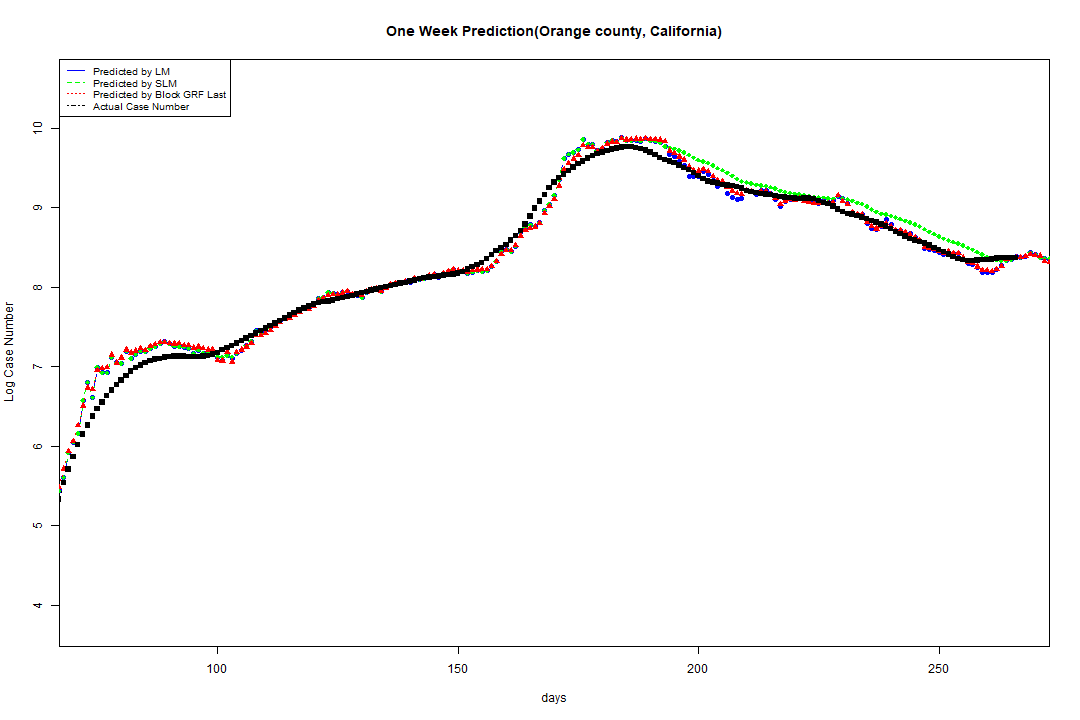 One Week Prediction(Orange county, California)
Predicted by LM
Predicted by SLM
Predicted by Block GRF Last
Actual Case Number
10
9
8
7
6
5
4
Log Case Number
100 150 200 250
days